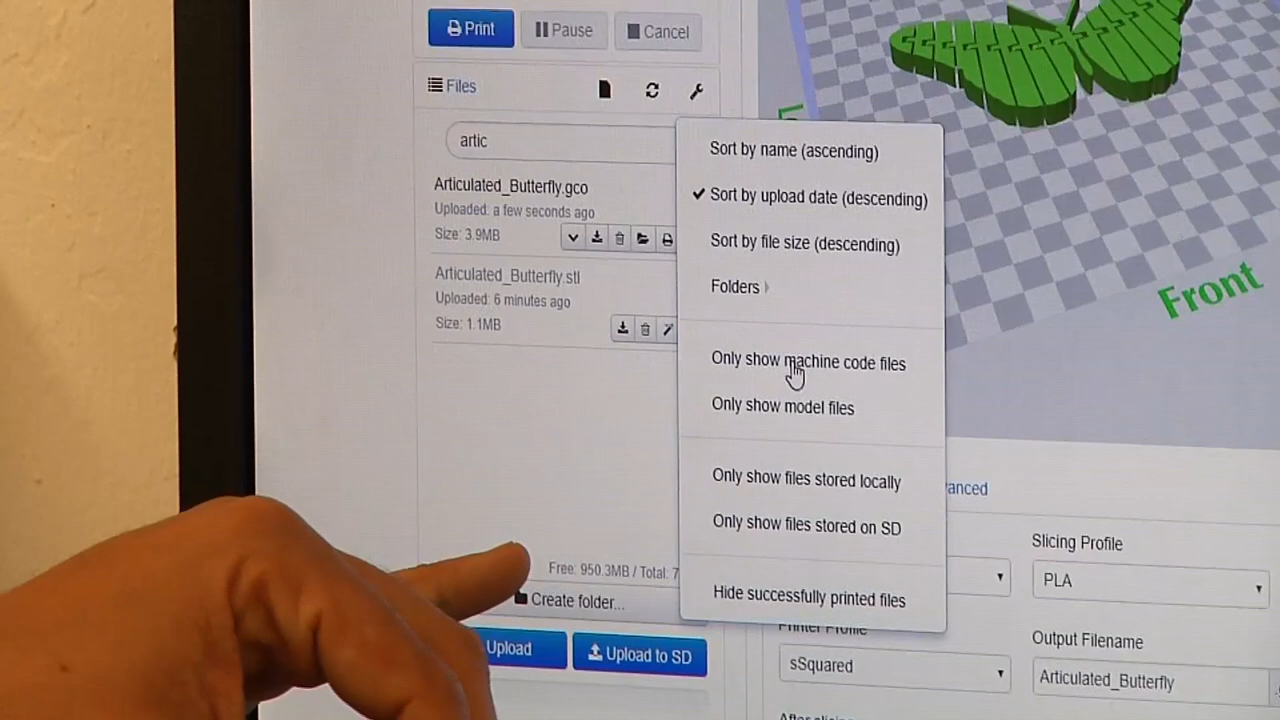 Print Pause Cancel
Files
artic
Articulated_Butterfly.gco
Uploaded: a few seconds ago
Size: 3.9MB
Articulated_Butterfly.stl
Uploaded: 6 minutes ago
Size: 1.1MB
Free: 950.3MB / Total: 7
Create folder...
Upload Upload to SD
Sort by name (ascending)
Sort by upload date (descending)
Sort by file size (descending)
Folders
Only show machine code files
Only show model files
Only show files stored locally
Only show files stored on SD
Hide successfully printed files
Front
Slicing Profile
PLA
Printer Profile
sSquared
Output Filename
Articulated_Butterfly